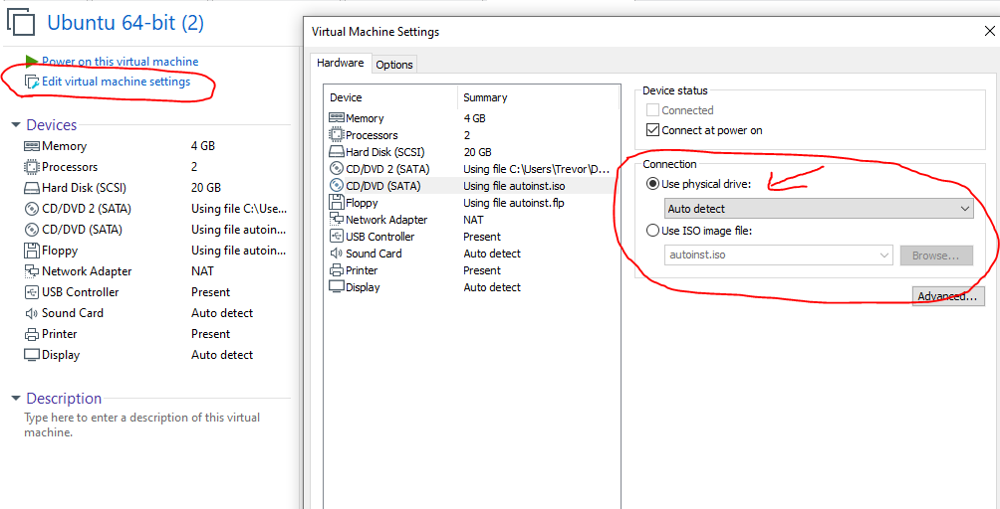 Ubuntu 64-bit (2)
Power on this virtual machine
Edit virtual machine settings
Devices
Memory 4 GB
Processors 2
Hard Disk (SCSI) 20 GB
CD/DVD 2 (SATA) Using file C:\Use...
CD/DVD (SATA) Using file autoin...
Floppy Using file autoin...
Network Adapter NAT
USB Controller Present
Sound Card Auto detect
Printer Present
Display Auto detect
Description
Type here to enter a description of this virtual
machine.
Virtual Machine Settings
Hardware Options
Device Summary
Memory 4 GB
Processors 2
Hard Disk (SCSI) 20 GB
CD/DVD 2 (SATA) Using file C:\Users\Trevor\D...
CD/DVD (SATA) Using file autoinst.iso
Floppy Using file autoinst.flp
Network Adapter NAT
USB Controller Present
Sound Card Auto detect
Printer Present
Display Auto detect
Device status
Connected
Connect at power on
Connection
Use physical drive:
Auto detect
Use ISO image file:
autoinst.iso Browse...
Advanced...